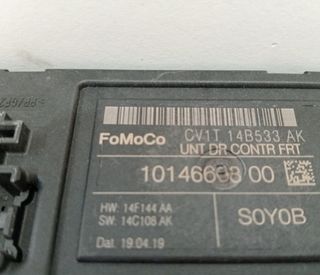 FoMoCo CV1T 14B533 AK
UNT DR CONTR FRT
10146698 00
HW: 14F144 AA
SW: 14C108 AK
S0Y0B
Dat. 19.04.19